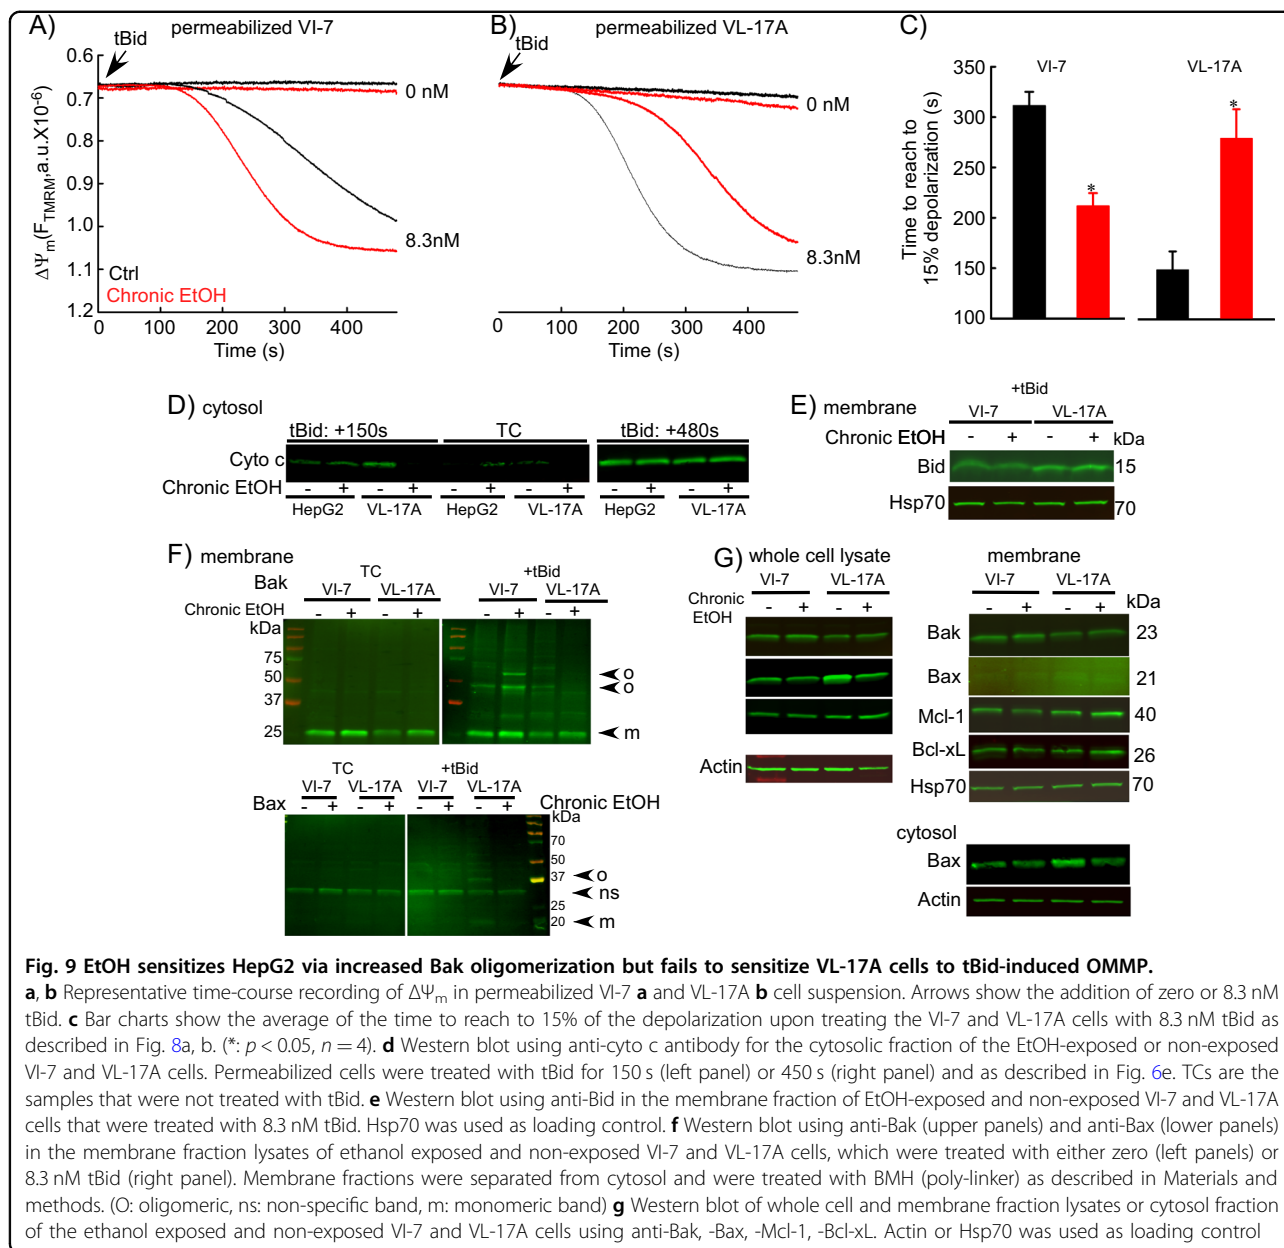 A) permeabilized VI-7
tBid
0.6
0.7
0.8
0.9
1.0
1.1
1.2
ΔΨm(FTMRM,a.u.X10-6)
0 nM
8.3nM
Ctrl
Chronic EtOH
0 100 200 300 400
Time (s)
B) permeabilized VL-17A
tBid
0 nM
8.3nM
0 100 200 300 400
Time (s)
C)
VI-7 VL-17A
350
300
250
200
150
100
Time to reach to
15% depolarization (s)
* *
D) cytosol
tBid: +150s TC tBid: +480s
Cyto c
Chronic EtOH - + - + - + - + - + - +
HepG2 VL-17A HepG2 VL-17A HepG2 VL-17A
E) membrane
+tBid
VI-7 VL-17A
Chronic EtOH - + - + kDa
Bid 15
Hsp70 70
F) membrane
Bak
TC +tBid
VI-7 VL-17A VI-7 VL-17A
Chronic EtOH - + - + - + - +
kDa
75
50
37
25
o
o
m
TC +tBid
VI-7 VL-17A VI-7 VL-17A
Bax - + - + - + - + Chronic EtOH
kDa
70
50
37 o
ns
25
20 m
G) whole cell lysate
VI-7 VL-17A
Chronic
EtOH
- + - +
Actin
membrane
VI-7 VL-17A
- + - + kDa
Bak 23
Bax 21
Mcl-1 40
Bcl-xL 26
Hsp70 70
cytosol
Bax
Actin
Fig. 9 EtOH sensitizes HepG2 via increased Bak oligomerization but fails to sensitize VL-17A cells to tBid-induced OMMP.
a, b Representative time-course recording of ΔΨm in permeabilized VI-7 a and VL-17A b cell suspension. Arrows show the addition of zero or 8.3 nM
tBid. c Bar charts show the average of the time to reach to 15% of the depolarization upon treating the VI-7 and VL-17A cells with 8.3 nM tBid as
described in Fig. 8a, b. (*: p < 0.05, n = 4). d Western blot using anti-cyto c antibody for the cytosolic fraction of the EtOH-exposed or non-exposed
VI-7 and VL-17A cells. Permeabilized cells were treated with tBid for 150 s (left panel) or 450 s (right panel) and as described in Fig. 6e. TCs are the
samples that were not treated with tBid. e Western blot using anti-Bid in the membrane fraction of EtOH-exposed and non-exposed VI-7 and VL-17A
cells that were treated with 8.3 nM tBid. Hsp70 was used as loading control. f Western blot using anti-Bak (upper panels) and anti-Bax (lower panels)
in the membrane fraction lysates of ethanol exposed and non-exposed VI-7 and VL-17A cells, which were treated with either zero (left panels) or
8.3 nM tBid (right panel). Membrane fractions were separated from cytosol and were treated with BMH (poly-linker) as described in Materials and
methods. (O: oligomeric, ns: non-specific band, m: monomeric band) g Western blot of whole cell and membrane fraction lysates or cytosol fraction
of the ethanol exposed and non-exposed VI-7 and VL-17A cells using anti-Bak, -Bax, -Mcl-1, -Bcl-xL. Actin or Hsp70 was used as loading control